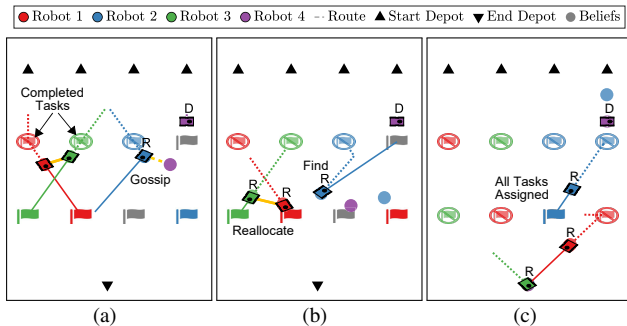 Robot 1 Robot 2 Robot 3 Robot 4 Route Start Depot End Depot Beliefs
Completed
Tasks
D
R
Gossip
(a)
D
Find
R
R
R
Reallocate
(b)
D
R
All Tasks
Assigned
R
R
(c)